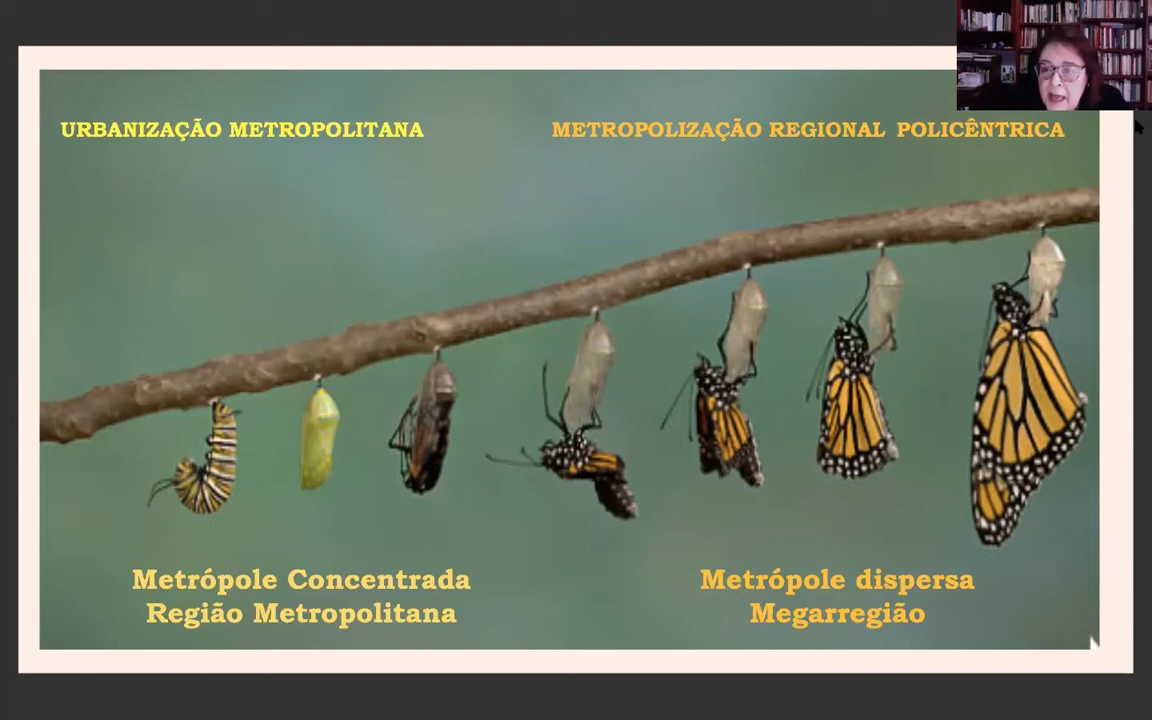 URBANIZAÇÃO METROPOLITANA
METROPOLIZAÇÃO REGIONAL POLICÊNTRICA
Metrópole Concentrada
Região Metropolitana
Metrópole dispersa
Megarregião